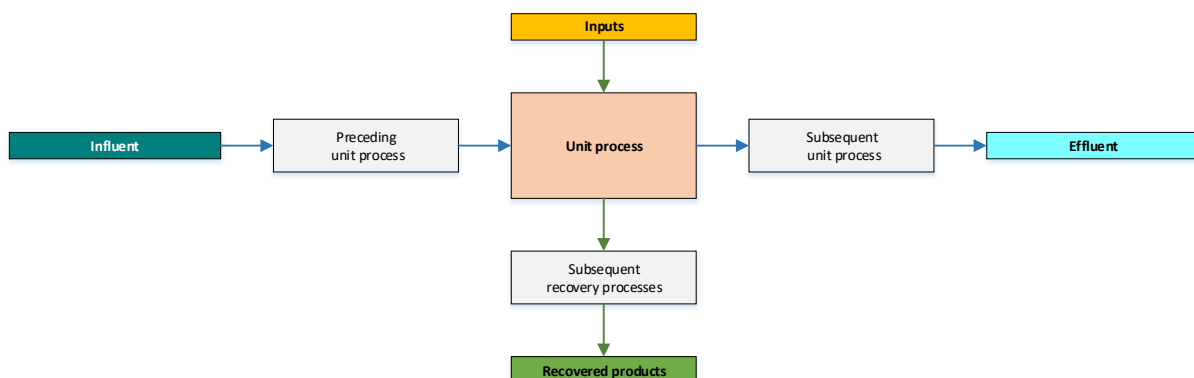 Inputs
Influent
Preceding
unit process
Unit process
Subsequent
unit process
Effluent
Subsequent
recovery processes
Recovered products